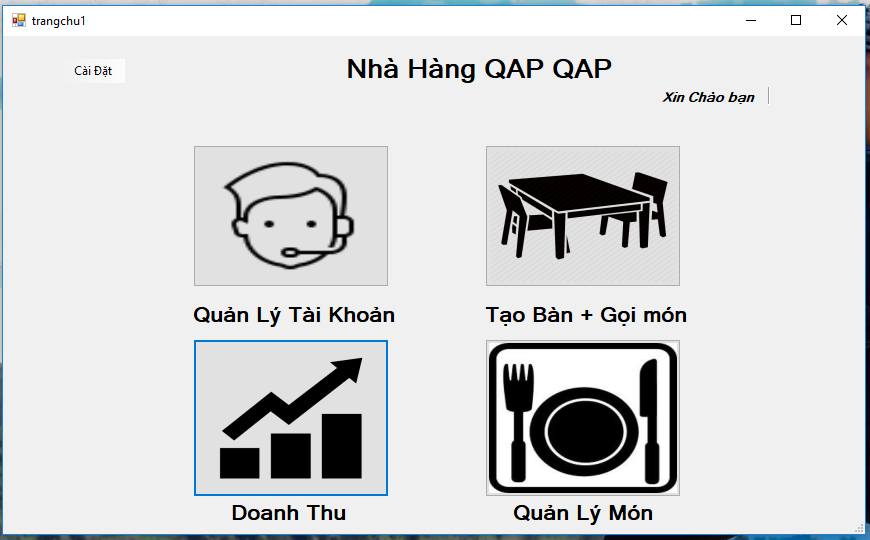 trangchu1
Cài Đặt
Nhà Hàng QAP QAP
Xin Chào bạn
Quản Lý Tài Khoản
Tạo Bàn + Gọi món
Doanh Thu
Quản Lý Món